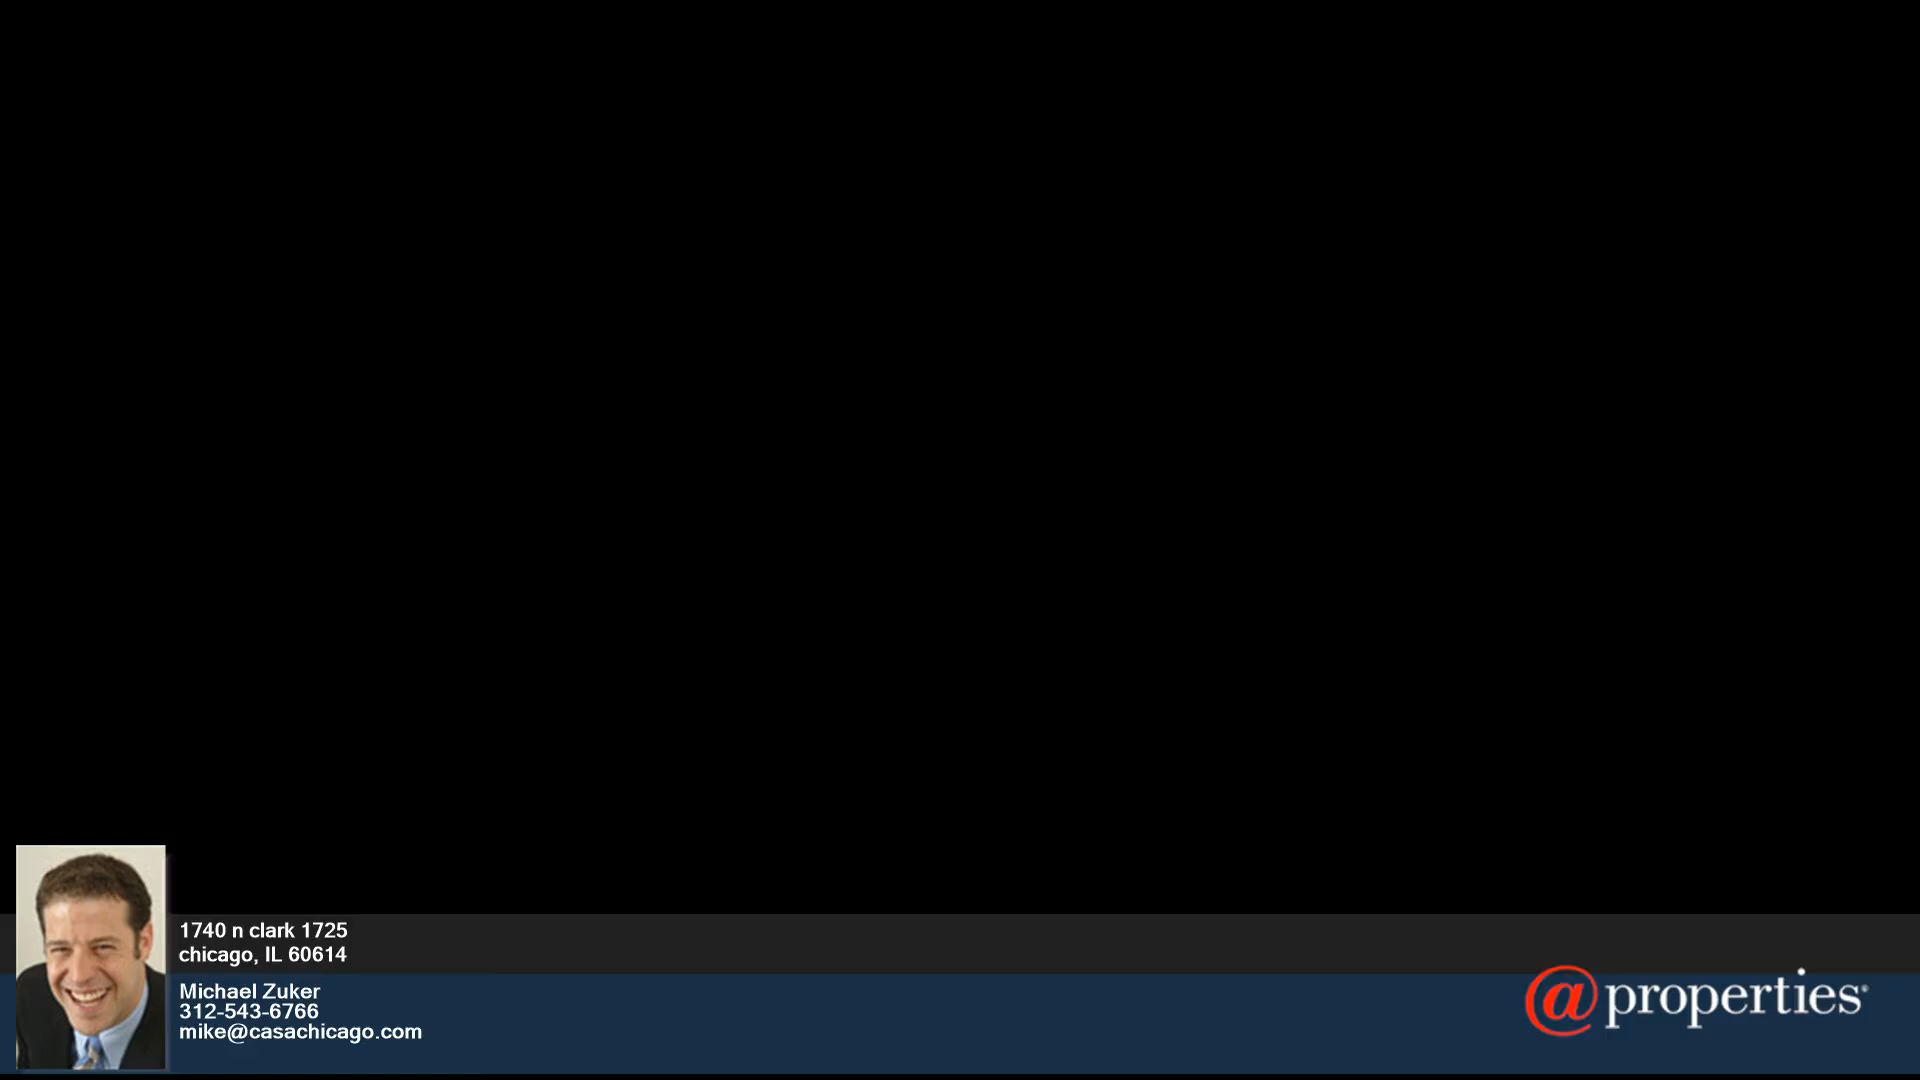 1740 n clark 1725
chicago, IL 60614
Michael Zuker
312-543-6766
mike@casachicago.com
@properties®